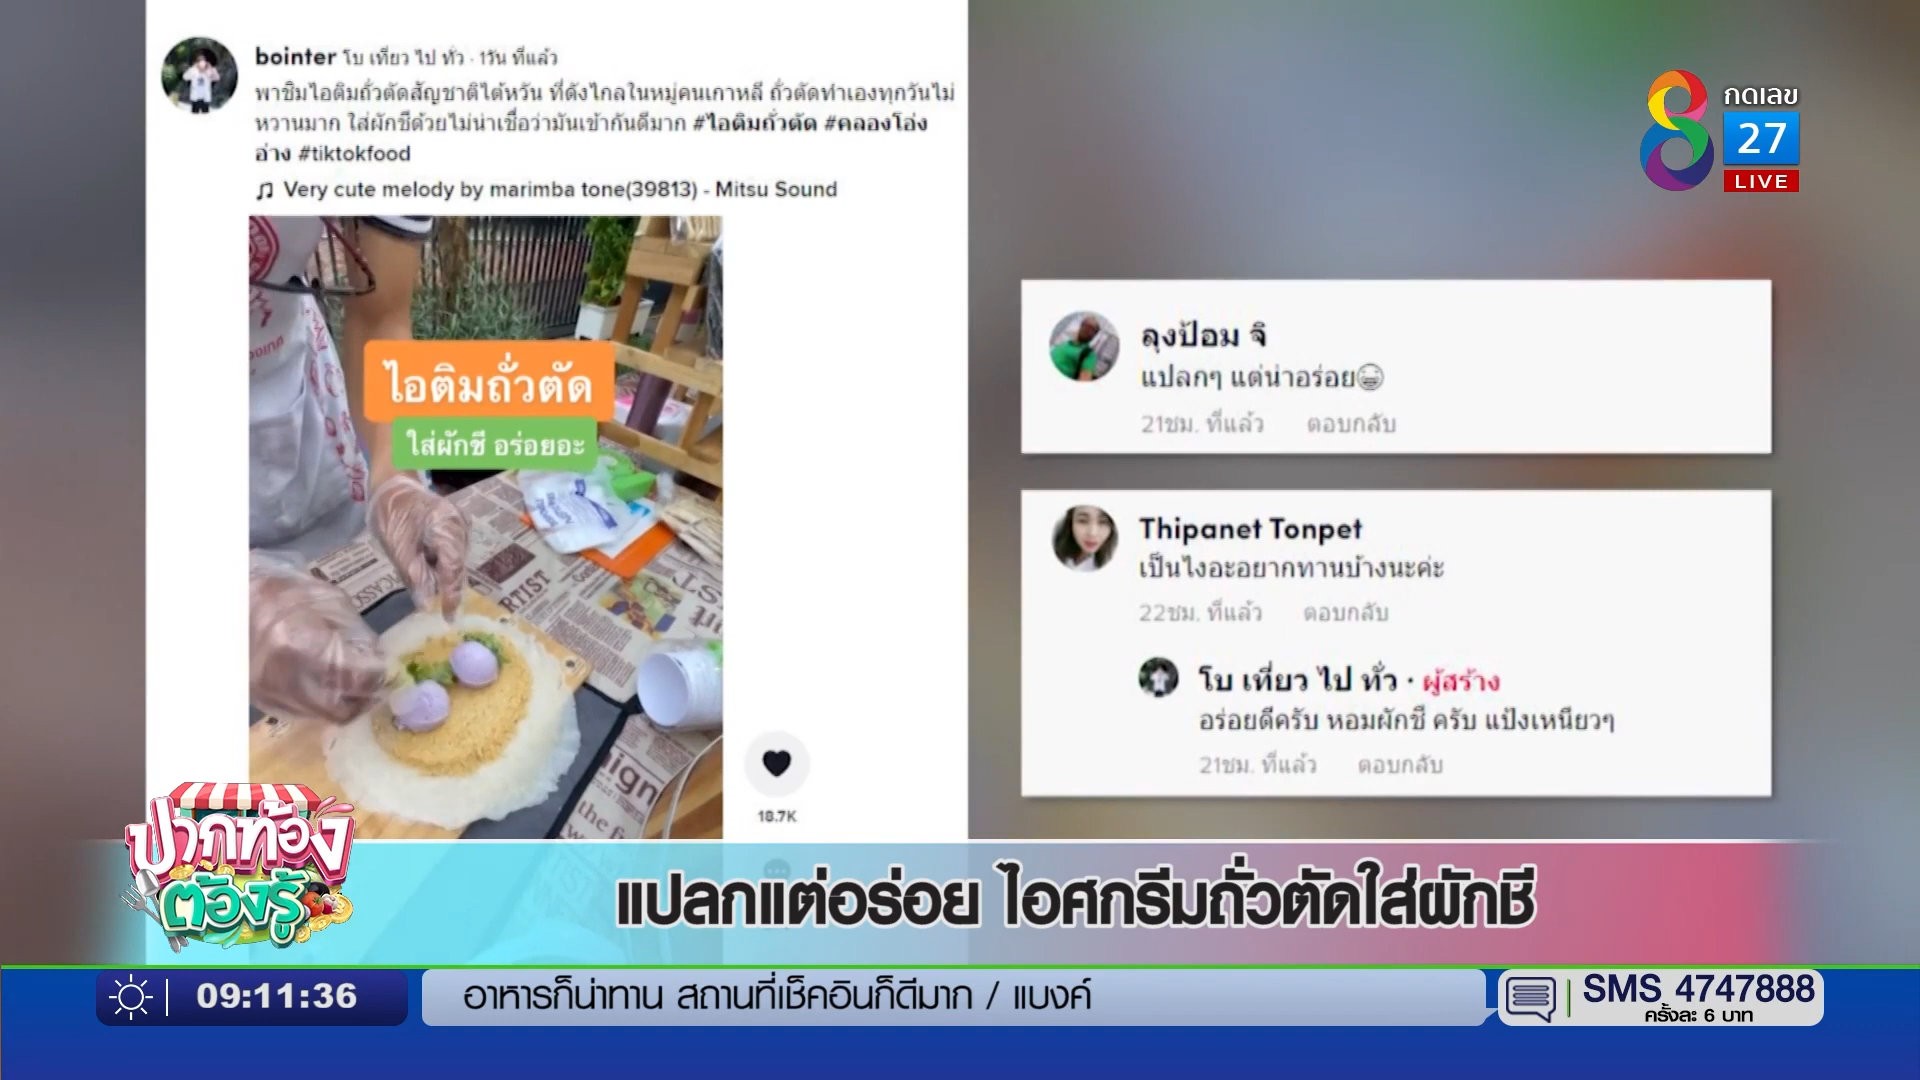 bointer โบ เที่ยว ไป ทั่ว · 1วัน ที่แล้ว
พาชิมไอติมถั่วตัดสัญชาติไต้หวัน ที่ดังไกลในหมู่คนเกาหลี ถั่วตัดทำเองทุกวันไม่
หวานมาก ใส่ผักชีด้วยไม่น่าเชื่อว่ามันเข้ากันดีมาก #ไอติมถั่วตัด #คลองโอ่ง
อ่าง #tiktokfood
Very cute melody by marimba tone(39813) - Mitsu Sound
ไอติมถั่วตัด
ใส่ผักชี อร่อยอะ
ARTIST
18.7K
กดเลข
8
27
LIVE
ลุงป้อม จิ
แปลกๆ แต่น่าอร่อย😂
21ชม. ที่แล้ว ตอบกลับ
Thipanet Tonpet
เป็นไงอะอยากทานบ้างนะค่ะ
22ชม. ที่แล้ว ตอบกลับ
โบ เที่ยว ไป ทั่ว · ผู้สร้าง
อร่อยดีครับ หอมผักชี ครับ แป้งเหนียวๆ
21ชม. ที่แล้ว ตอบกลับ
ปากท้อง
ต้องรู้
แปลกแต่อร่อย ไอศกรีมถั่วตัดใส่ผักชี
09:11:36
อาหารก็น่าทาน สถานที่เช็คอินก็ดีมาก / แบงค์
SMS 4747888
ครั้งละ 6 บาท